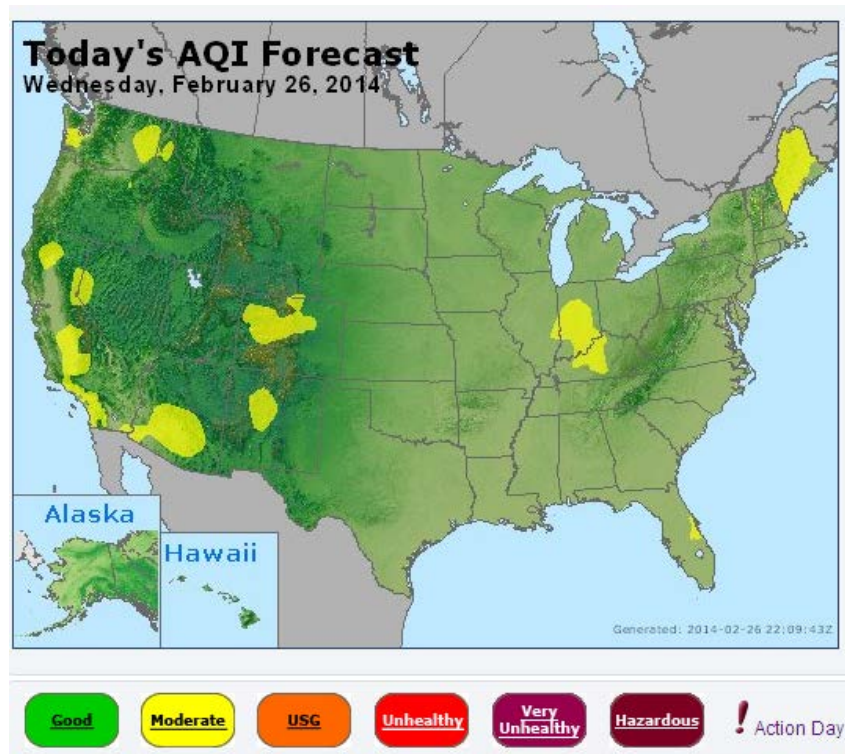 Today's AQI Forecast
Wednesday, February 26, 2014
Alaska
Hawaii
Generated: 2014-02-26 22:09:43Z
Good
Moderate
USG
Unhealthy
Very
Unhealthy
Hazardous
! Action Day